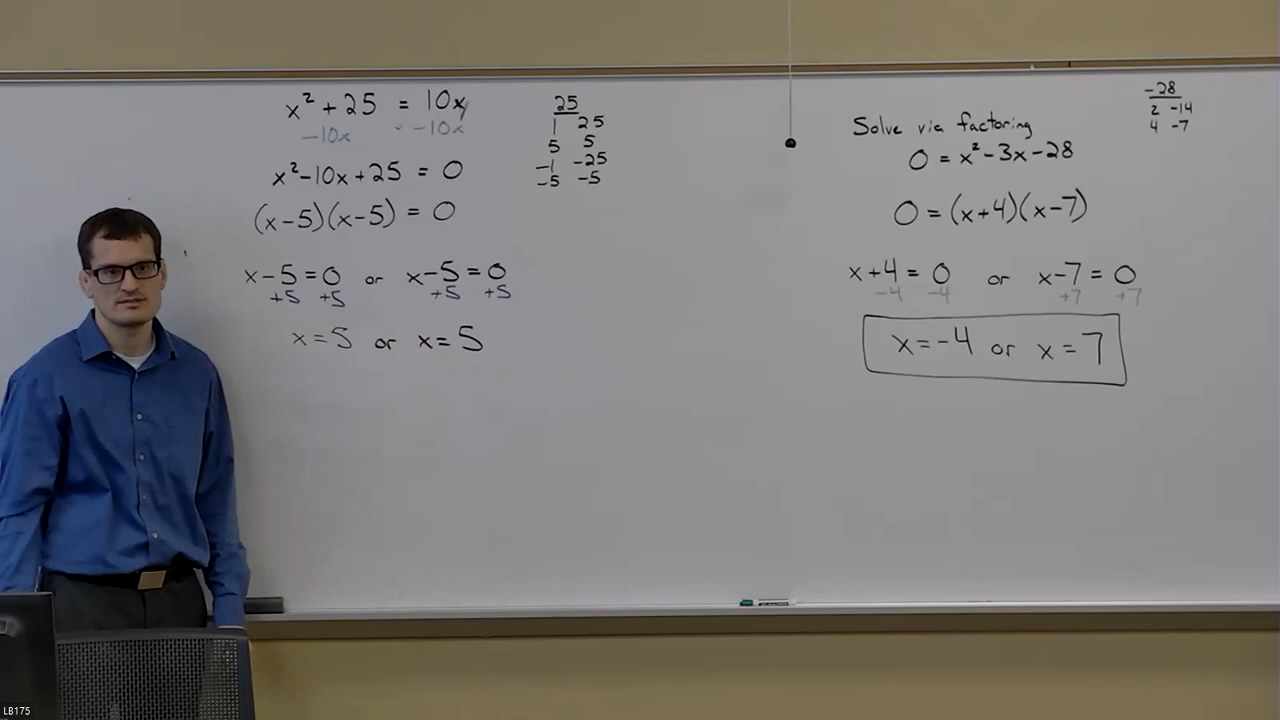 x² + 25 = 10x
-10x -10x
x² - 10x + 25 = 0
(x-5)(x-5) = 0
x-5=0 or x-5=0
+5 +5 +5 +5
x=5 or x=5
25
1 25
5 5
-1 -25
-5 -5
Solve via factoring
0 = x² - 3x - 28
0 = (x+4)(x-7)
x+4=0 or x-7=0
-4 -4 +7 +7
x=-4 or x=7
-28
2 -14
4 -7
LB175